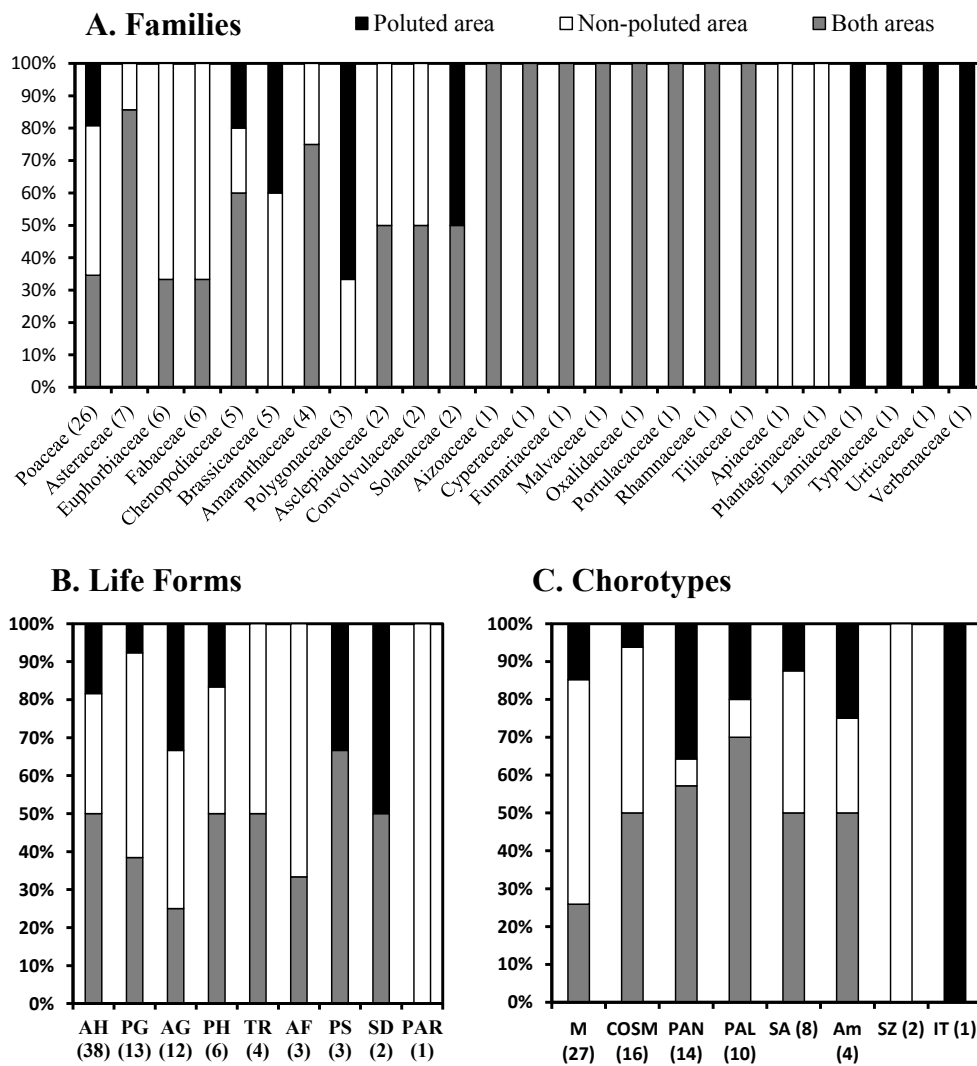 A. Families
Poluted area
Non-poluted area
Both areas
100%
90%
80%
70%
60%
50%
40%
30%
20%
10%
0%
Poaceae (26)
Asteraceae (7)
Euphorbiaceae (6)
Fabaceae (6)
Chenopodiaceae (5)
Brassicaceae (5)
Amaranthaceae (4)
Polygonaceae (3)
Asclepiadaceae (2)
Convolvulaceae (2)
Solanaceae (2)
Aizoaceae (1)
Cyperaceae (1)
Fumariaceae (1)
Malvaceae (1)
Oxalidaceae (1)
Portulacaceae (1)
Rhamnaceae (1)
Tiliaceae (1)
Apiaceae (1)
Plantaginaceae (1)
Lamiaceae (1)
Typhaceae (1)
Urticaceae (1)
Verbenaceae (1)
B. Life Forms
100%
90%
80%
70%
60%
50%
40%
30%
20%
10%
0%
AH PG AG PH TR AF PS SD PAR
(38) (13) (12) (6) (4) (3) (3) (2) (1)
C. Chorotypes
100%
90%
80%
70%
60%
50%
40%
30%
20%
10%
0%
M COSM PAN PAL SA (8) Am SZ (2) IT (1)
(27) (16) (14) (10) (4)